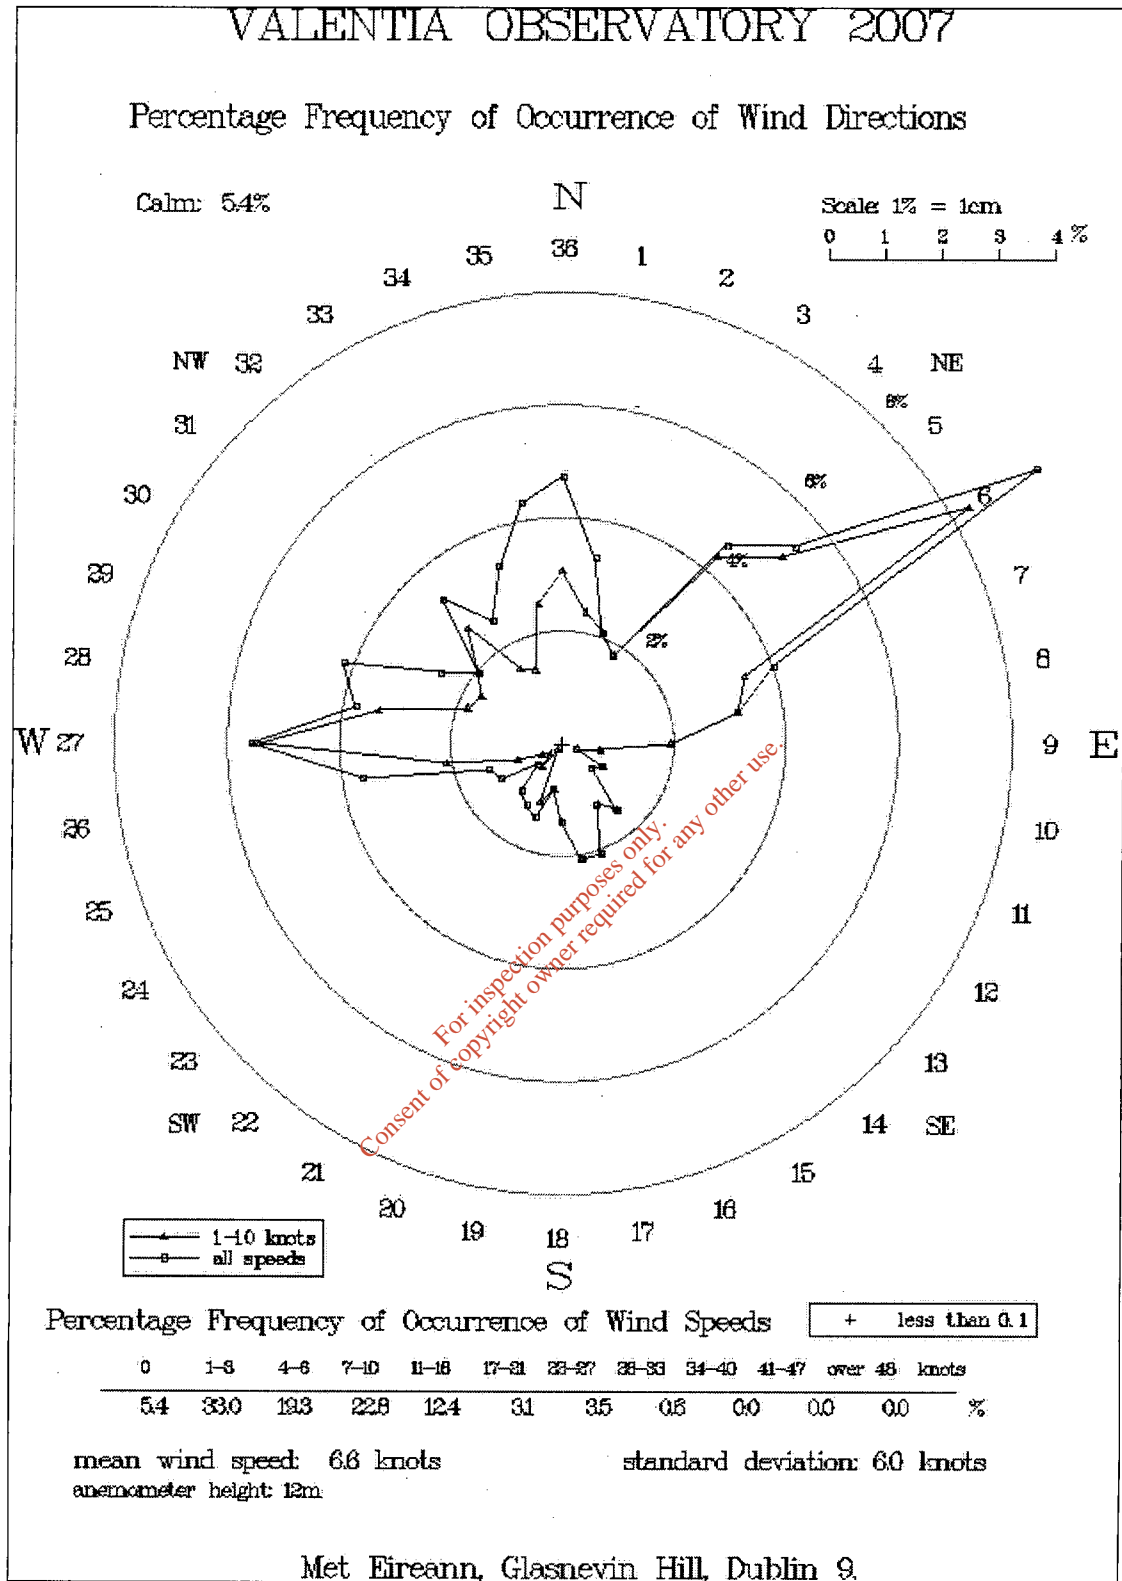 VALENTIA OBSERVATORY 2007
Percentage Frequency of Occurrence of Wind Directions
Calm: 5.4%
N
Scale: 1% = 1cm
0 1 2 3 4 %
36
1
2
3
4
NE
5
6
7
8
9
E
10
11
12
13
14
SE
15
16
17
18
S
19
20
21
22
SW
23
24
25
26
W 27
28
29
30
31
NW 32
33
34
35
8%
6%
4%
2%
For inspection purposes only.
Consent of copyright owner required for any other use.
1-10 knots
all speeds
Percentage Frequency of Occurrence of Wind Speeds
+ less than 0.1
0 1-3 4-6 7-10 11-16 17-21 22-27 28-33 34-40 41-47 over 48 knots
5.4 33.0 19.3 22.8 12.4 3.1 3.5 0.6 0.0 0.0 0.0 %
mean wind speed: 6.6 knots standard deviation: 6.0 knots
anemometer height: 12m
Met Eireann, Glasnevin Hill, Dublin 9.